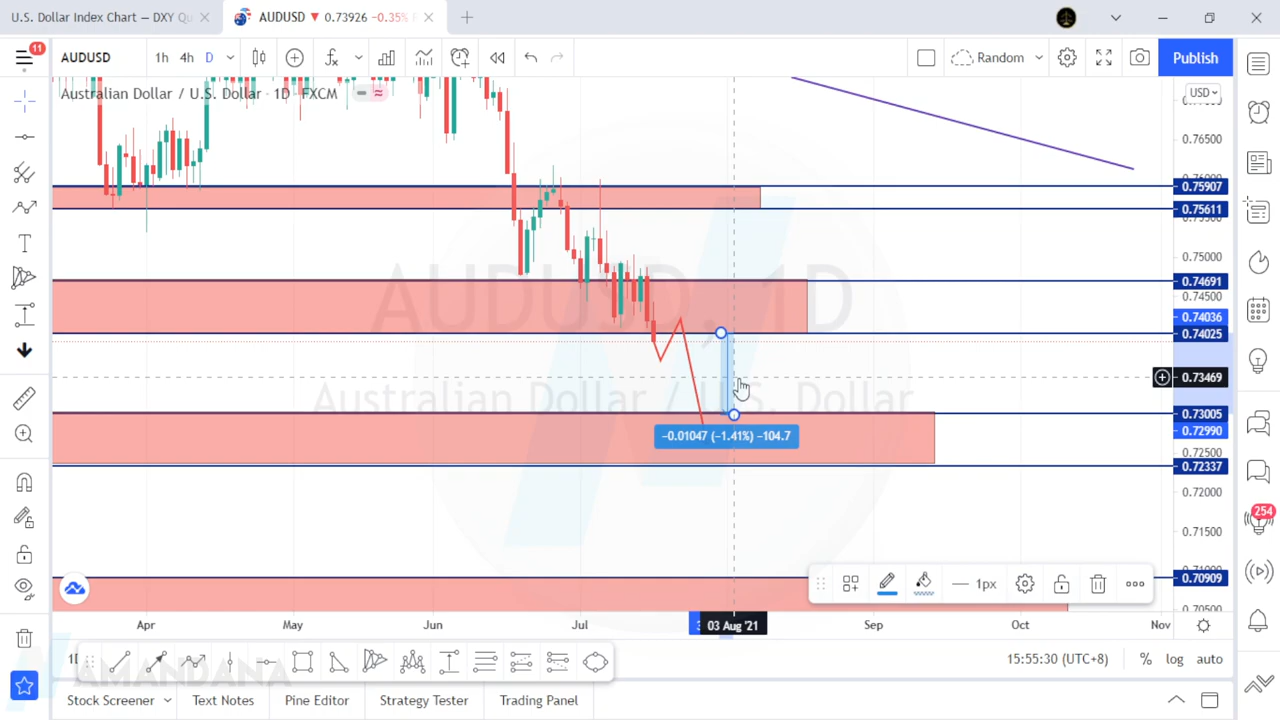 U.S. Dollar Index Chart — DXY Qu
AUDUSD ▼ 0.73926 −0.35%
11
AUDUSD
1h 4h D
Random
Publish
Australian Dollar / U.S. Dollar · 1D · FXCM
USD
0.76500
0.75907
0.75611
0.75000
0.74691
0.74500
0.74036
0.74025
0.73469
0.73005
0.72990
0.72500
0.72337
0.72000
0.71500
0.70909
0.70500
AUDUSD, 1D
Australian Dollar / U.S. Dollar
−0.01047 (−1.41%) −104.7
254
1px
Apr May Jun Jul 03 Aug '21 Sep Oct Nov
15:55:30 (UTC+8) % log auto
AMANDANA
Stock Screener Text Notes Pine Editor Strategy Tester Trading Panel